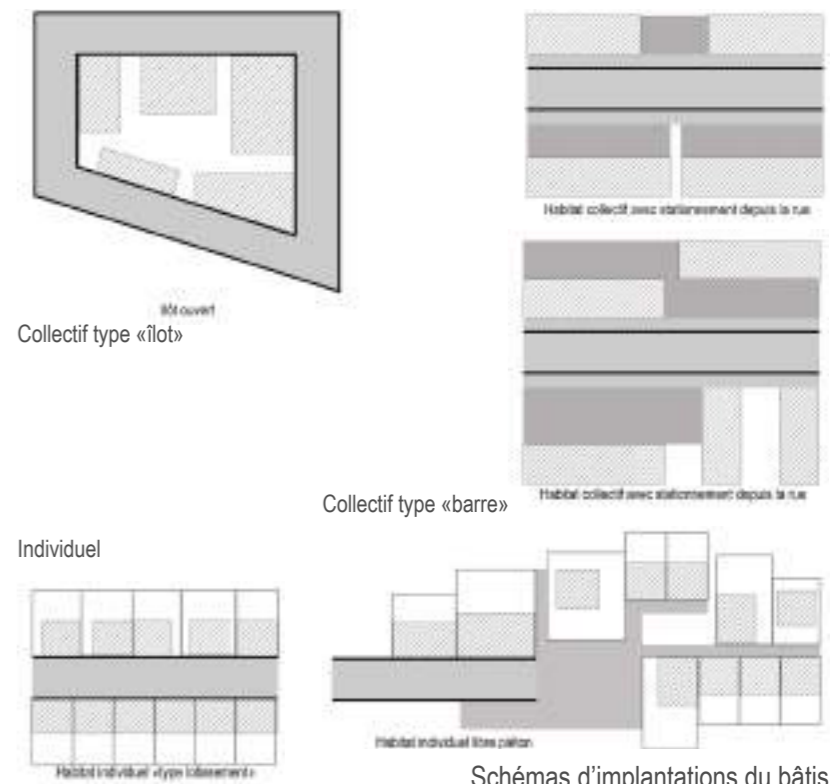 Îlot ouvert
Collectif type «îlot»
Habitat collectif avec stationnement depuis la rue
Habitat collectif avec stationnement depuis la rue
Collectif type «barre»
Individuel
Habitat individuel «type lotissement»
Habitat individuel libre piéton
Schémas d’implantations du bâtis